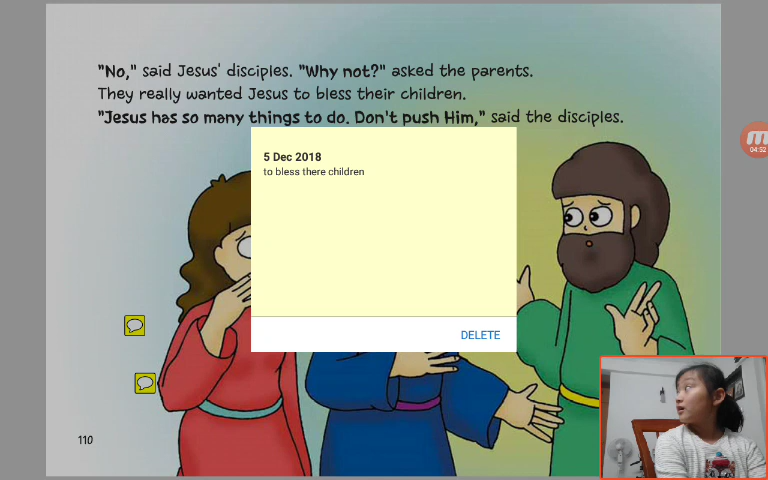 "No," said Jesus' disciples. "Why not?" asked the parents.
They really wanted Jesus to bless their children.
"Jesus has so many things to do. Don't push Him," said the disciples.
5 Dec 2018
to bless there children
DELETE
110
04:52